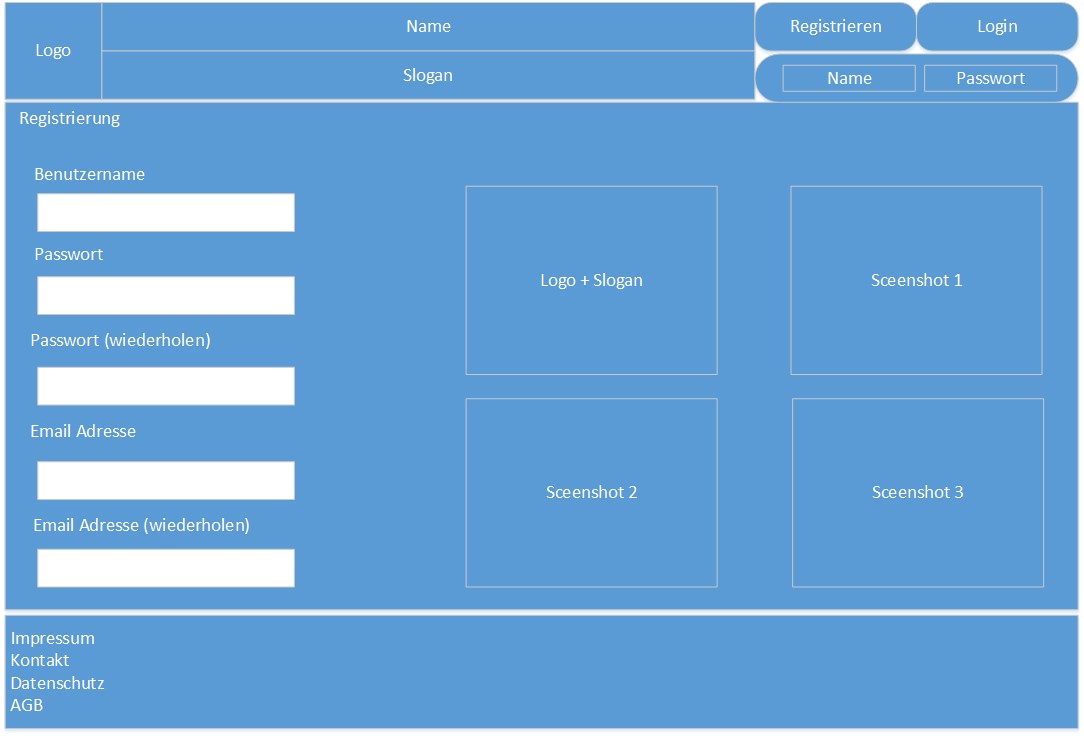 Logo
Name
Slogan
Registrieren
Login
Name
Passwort
Registrierung
Benutzername
Passwort
Passwort (wiederholen)
Email Adresse
Email Adresse (wiederholen)
Logo + Slogan
Sceenshot 1
Sceenshot 2
Sceenshot 3
Impressum
Kontakt
Datenschutz
AGB